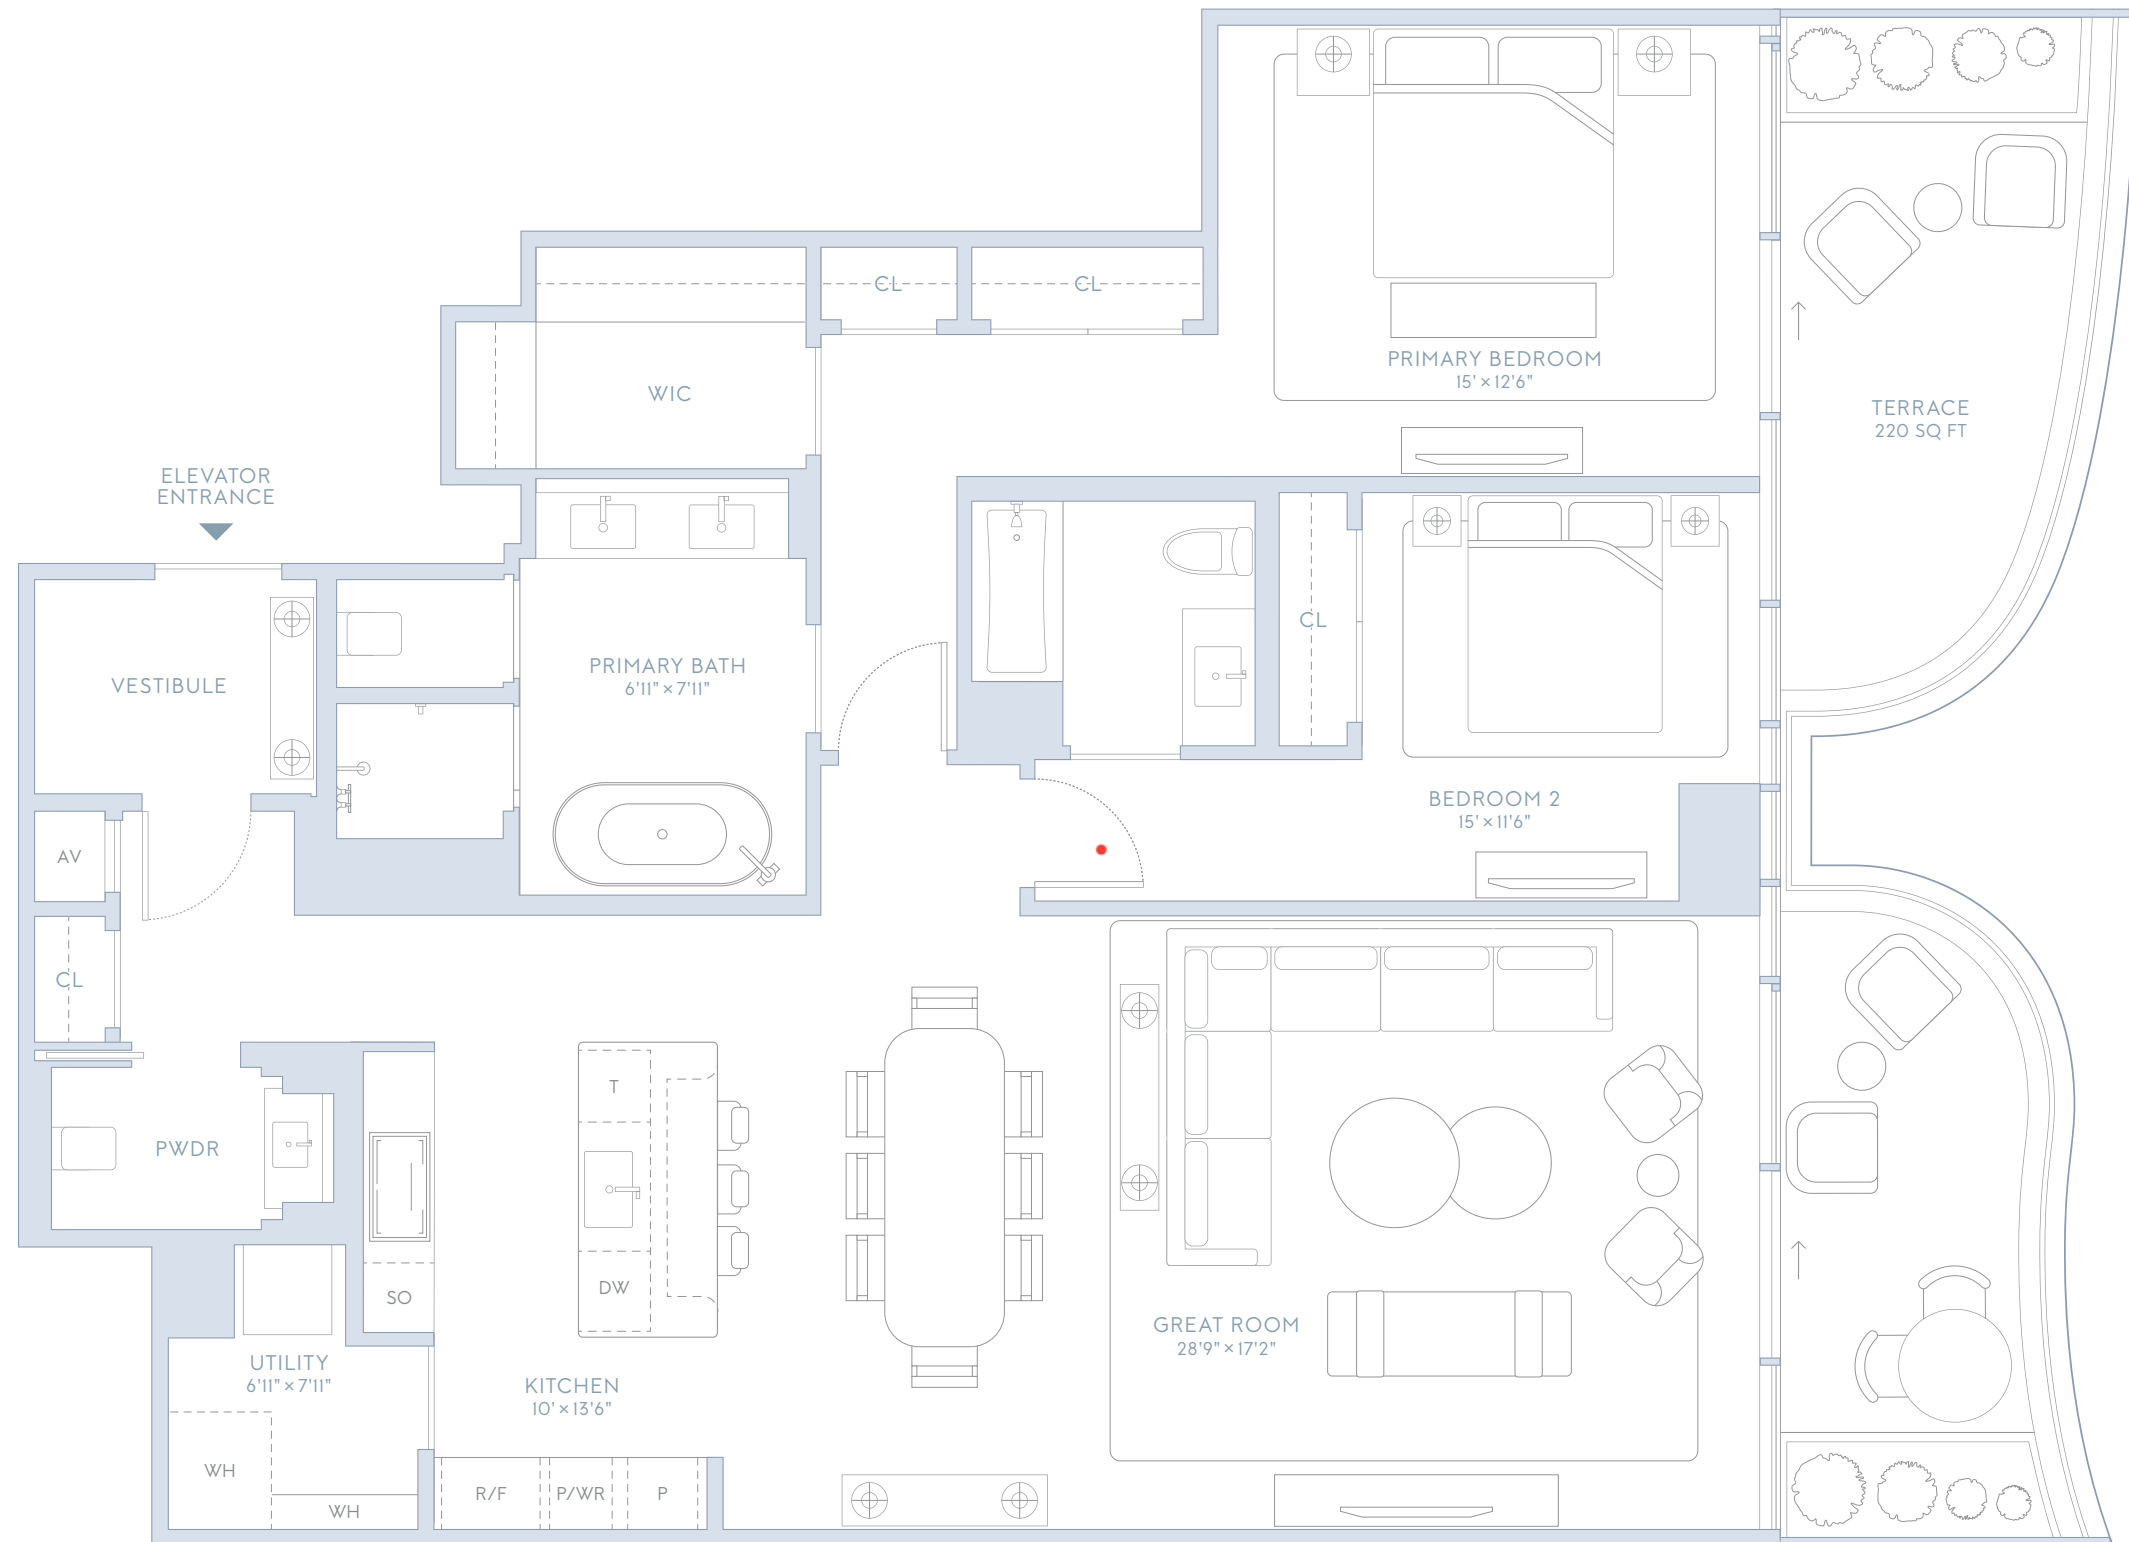 CL
CL
PRIMARY BEDROOM
15' × 12'6"
WIC
TERRACE
220 SQ FT
ELEVATOR
ENTRANCE
CL
VESTIBULE
PRIMARY BATH
6'11" × 7'11"
BEDROOM 2
15' × 11'6"
AV
CL
T
PWDR
DW
SO
GREAT ROOM
28'9" × 17'2"
UTILITY
6'11" × 7'11"
KITCHEN
10' × 13'6"
WH
WH
R/F
P/WR
P